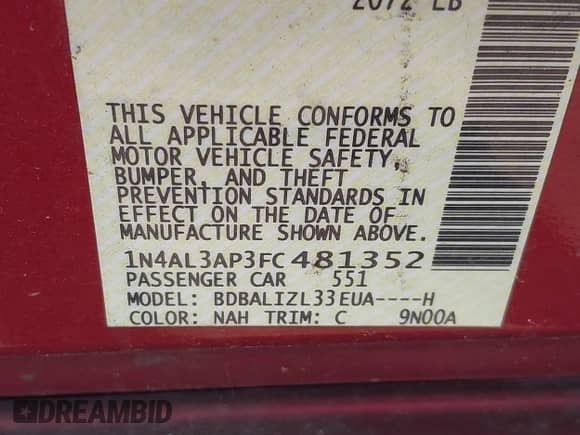 2072 LB
THIS VEHICLE CONFORMS TO
ALL APPLICABLE FEDERAL
MOTOR VEHICLE SAFETY,
BUMPER, AND THEFT
PREVENTION STANDARDS IN
EFFECT ON THE DATE OF
MANUFACTURE SHOWN ABOVE.
1N4AL3AP3FC481352
PASSENGER CAR 551
MODEL: BDBALIZL33EUA----H
COLOR: NAH TRIM: C 9N00A
DREAMBID